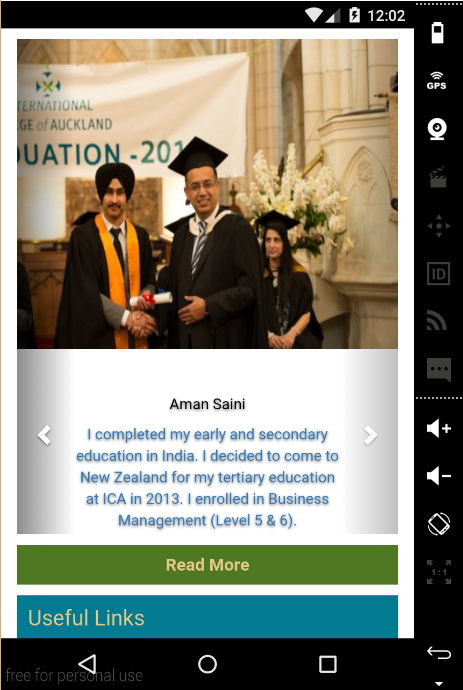 12:02
TERNATIONAL
GE of AUCKLAND
UATION -201
GPS
ID
Aman Saini
I completed my early and secondary
education in India. I decided to come to
New Zealand for my tertiary education
at ICA in 2013. I enrolled in Business
Management (Level 5 & 6).
Read More
Useful Links
1:1
free for personal use